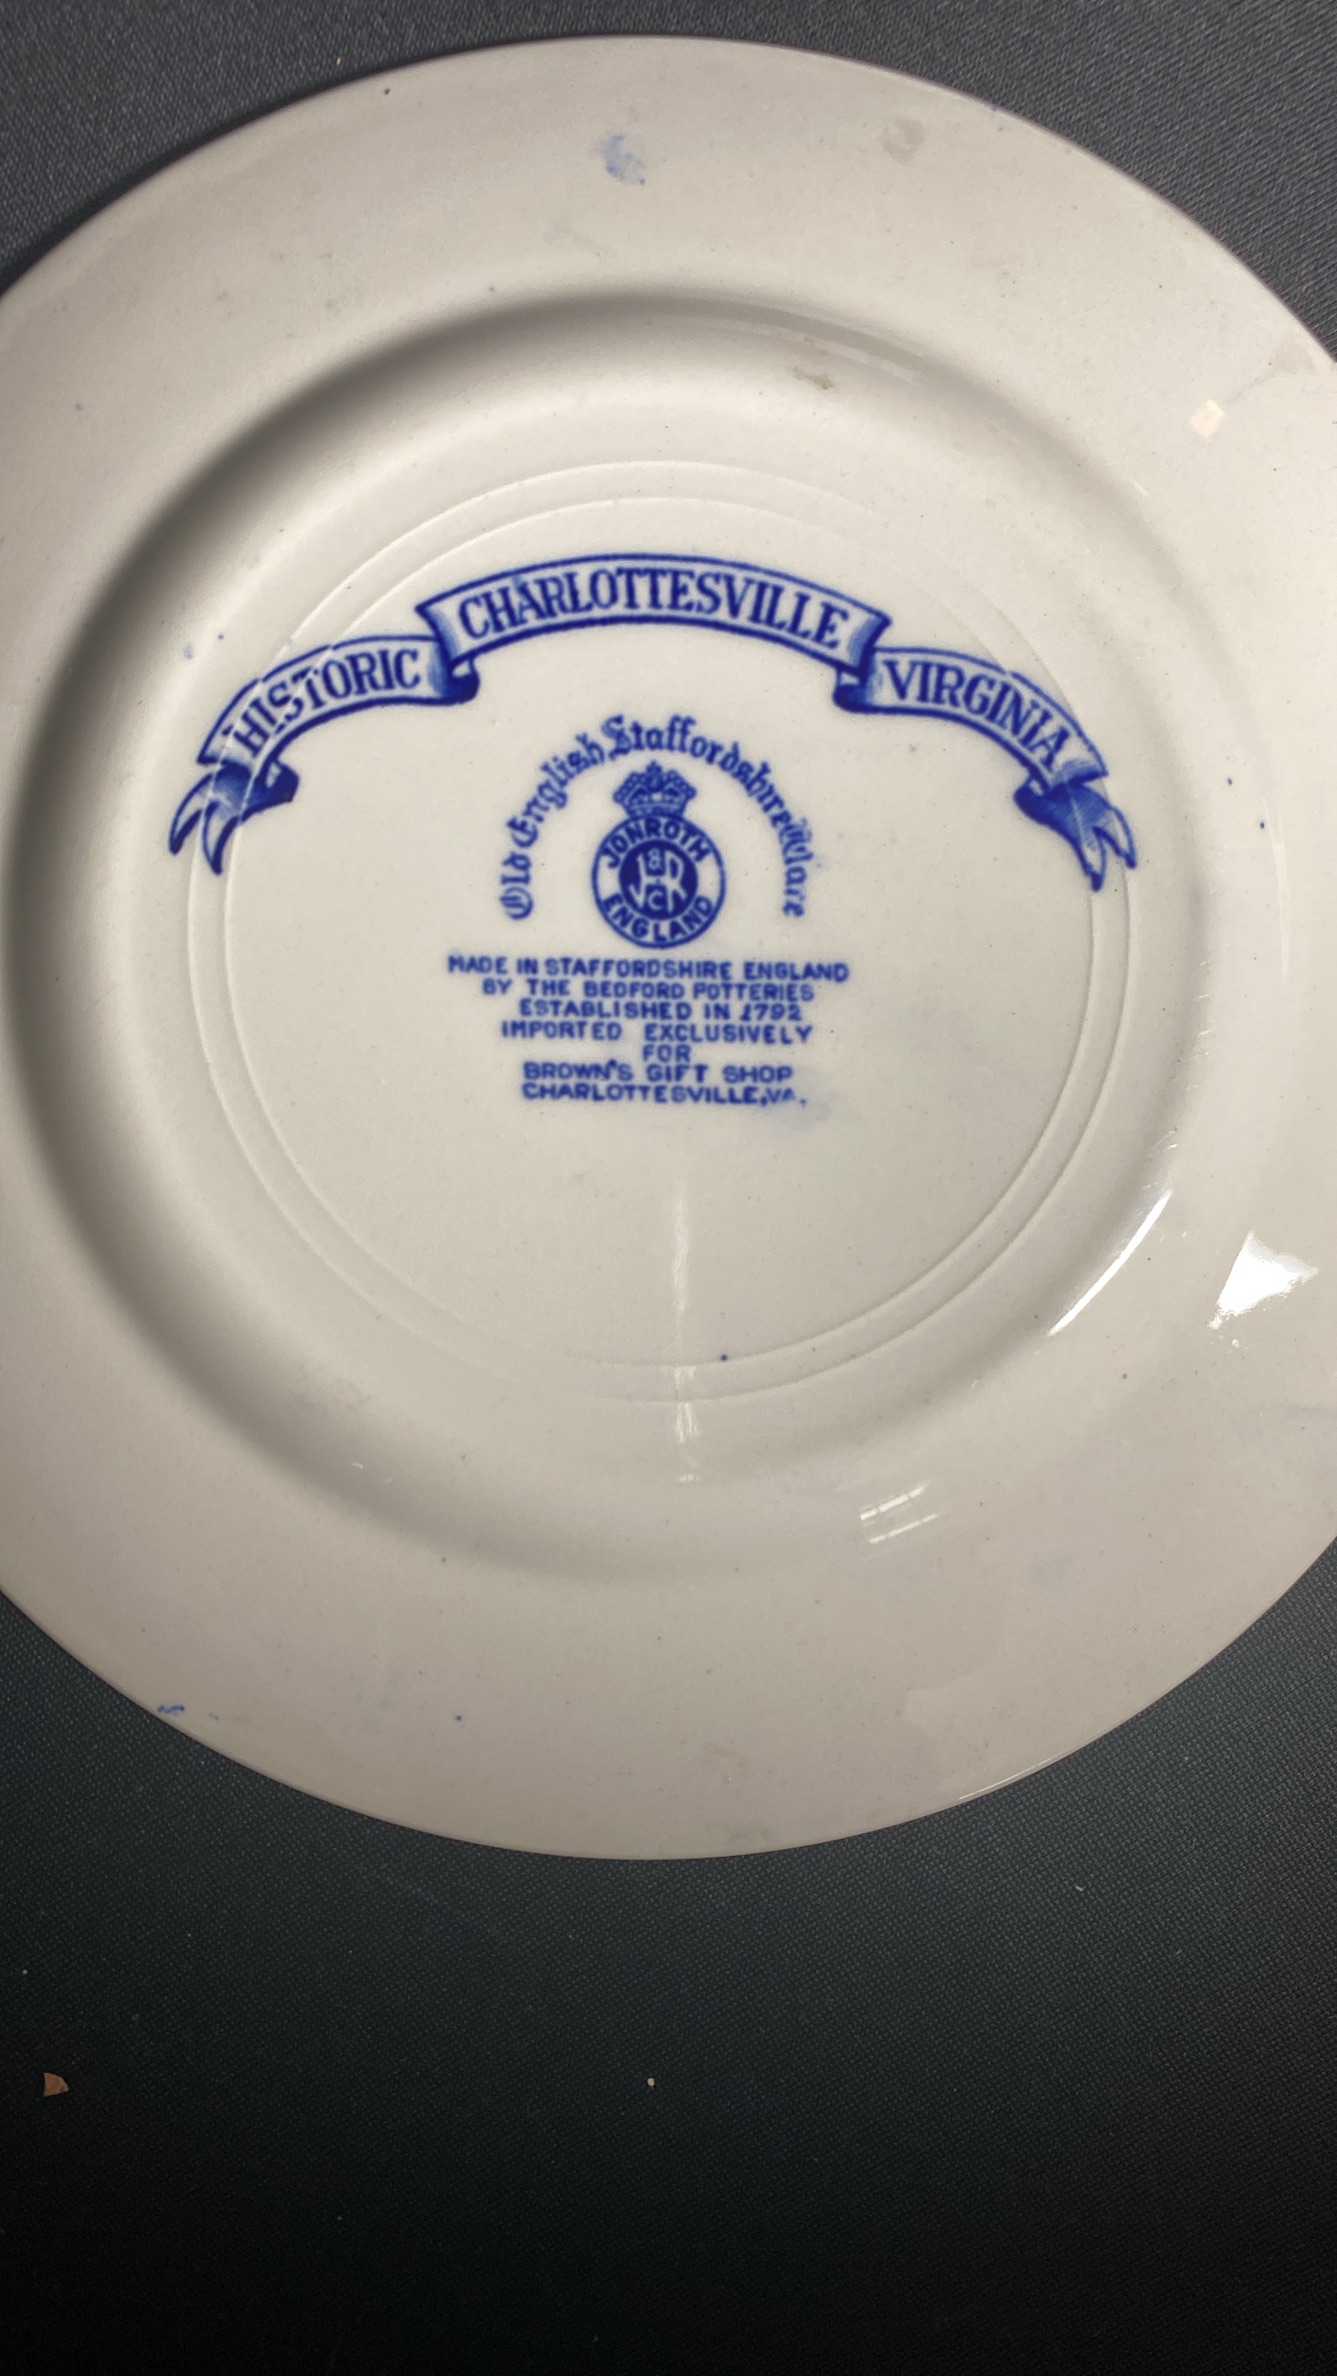 HISTORIC CHARLOTTESVILLE VIRGINIA
Old English Staffordshire Ware
JONROTH
ENGLAND
MADE IN STAFFORDSHIRE ENGLAND
BY THE BEDFORD POTTERIES
ESTABLISHED IN 1792
IMPORTED EXCLUSIVELY
FOR
BROWN'S GIFT SHOP
CHARLOTTESVILLE,VA.